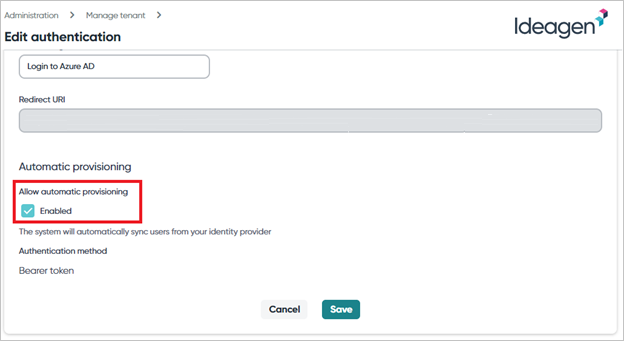 Administration > Manage tenant >
Ideagen
Edit authentication
Login to Azure AD
Redirect URI
Automatic provisioning
Allow automatic provisioning
Enabled
The system will automatically sync users from your identity provider
Authentication method
Bearer token
Cancel Save